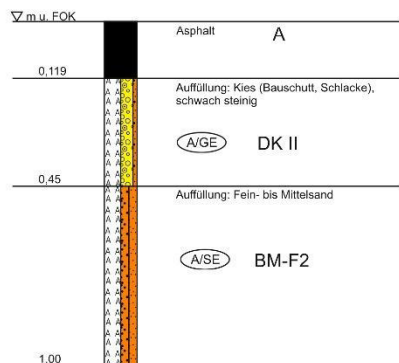 ▽ m u. FOK
Asphalt A
0,119
Auffüllung: Kies (Bauschutt, Schlacke),
schwach steinig
A/GE DK II
0,45
Auffüllung: Fein- bis Mittelsand
A/SE BM-F2
1,00